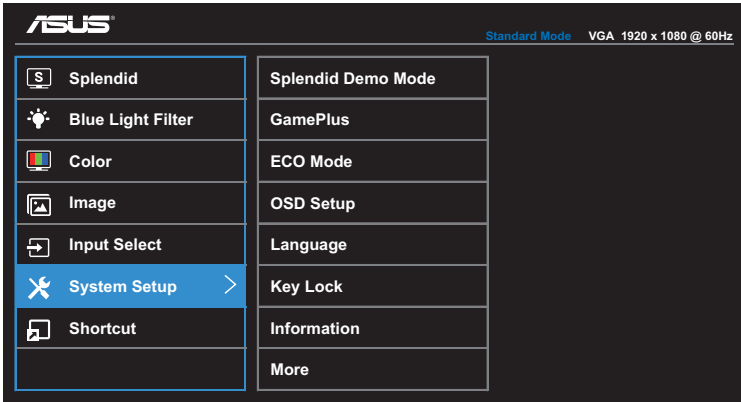 ASUS
Standard Mode VGA 1920 x 1080 @ 60Hz
S Splendid
Blue Light Filter
Color
Image
Input Select
System Setup >
Shortcut
Splendid Demo Mode
GamePlus
ECO Mode
OSD Setup
Language
Key Lock
Information
More